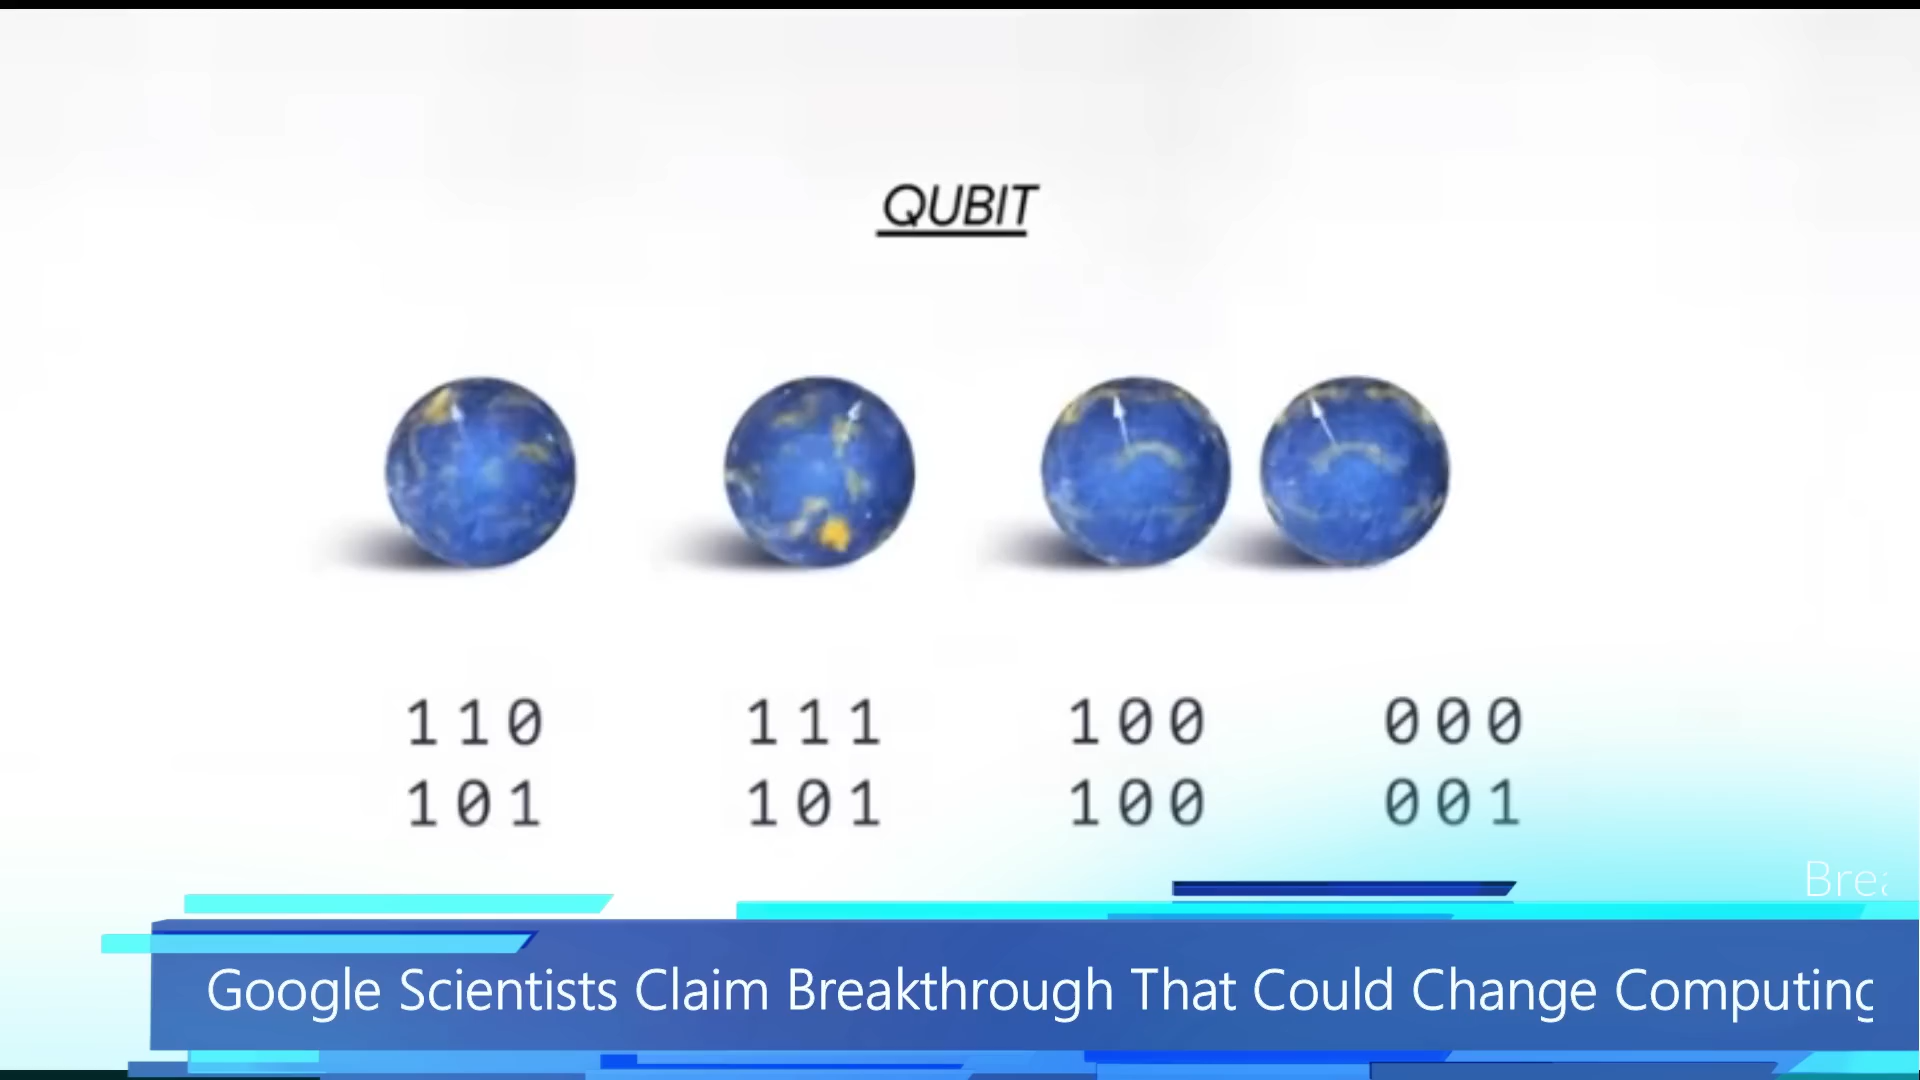 QUBIT
110 111 100 000
101 101 100 001
Google Scientists Claim Breakthrough That Could Change Computing